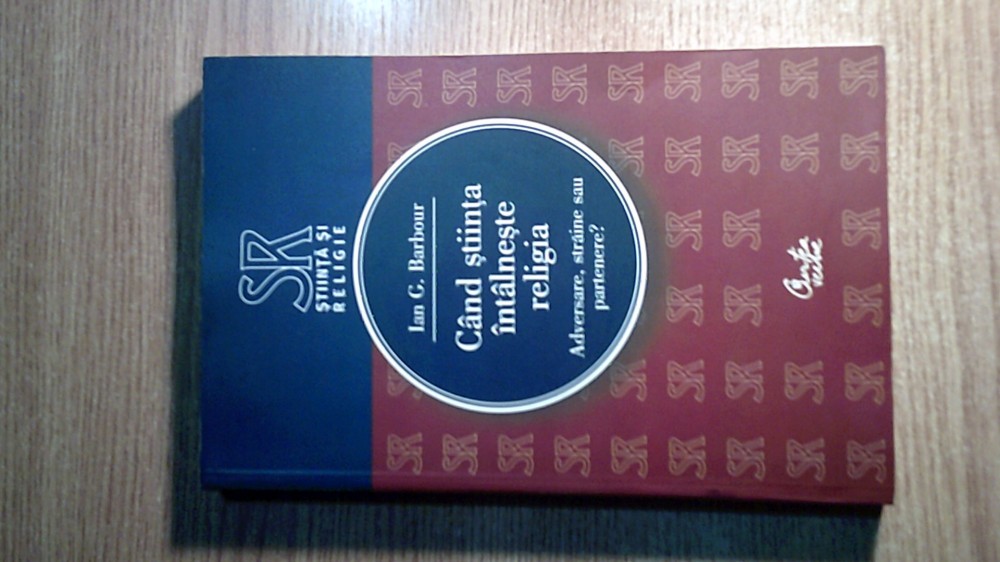 SR
ŞTIINŢĂ ŞI
RELIGIE
Ian G. Barbour
Când ştiinţa
întâlneşte
religia
Adversare, străine sau
partenere?
Curtea
veche